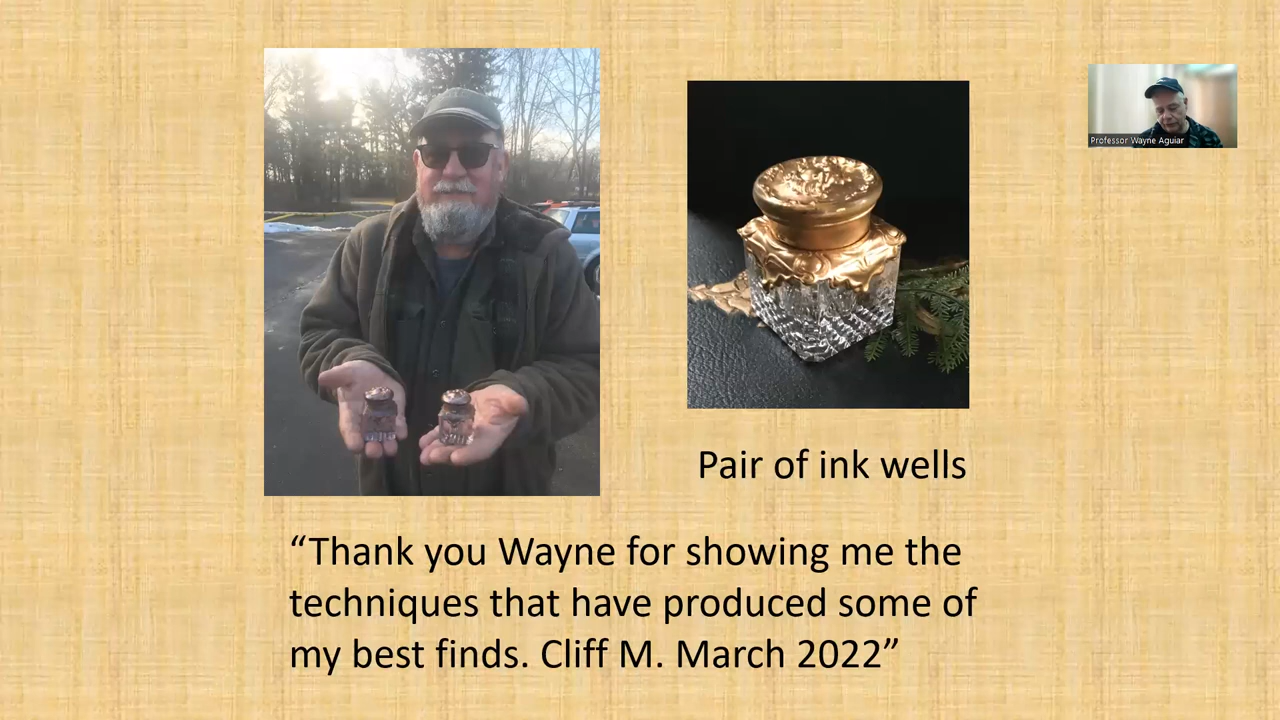 Professor Wayne Aguiar
Pair of ink wells
“Thank you Wayne for showing me the
techniques that have produced some of
my best finds. Cliff M. March 2022”